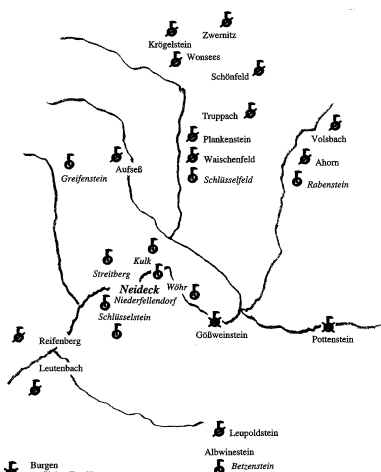 Zwernitz
Krögelstein
Wonsees
Schönfeld
Truppach
Plankenstein
Volsbach
Waischenfeld
Ahorn
Aufseß
Greifenstein
Schlüsselfeld
Rabenstein
Kulk
Streitberg
Neideck
Wöhr
Niederfellendorf
Schlüsselstein
Gößweinstein
Pottenstein
Reifenberg
Leutenbach
Leupoldstein
Albwinestein
Burgen
Betzenstein